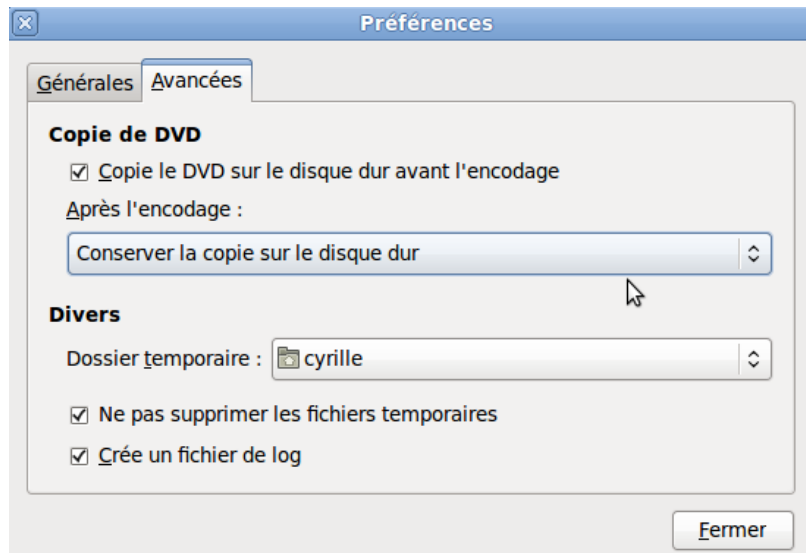 Préférences
Générales
Avancées
Copie de DVD
Copie le DVD sur le disque dur avant l'encodage
Après l'encodage :
Conserver la copie sur le disque dur
Divers
Dossier temporaire :
cyrille
Ne pas supprimer les fichiers temporaires
Crée un fichier de log
Fermer